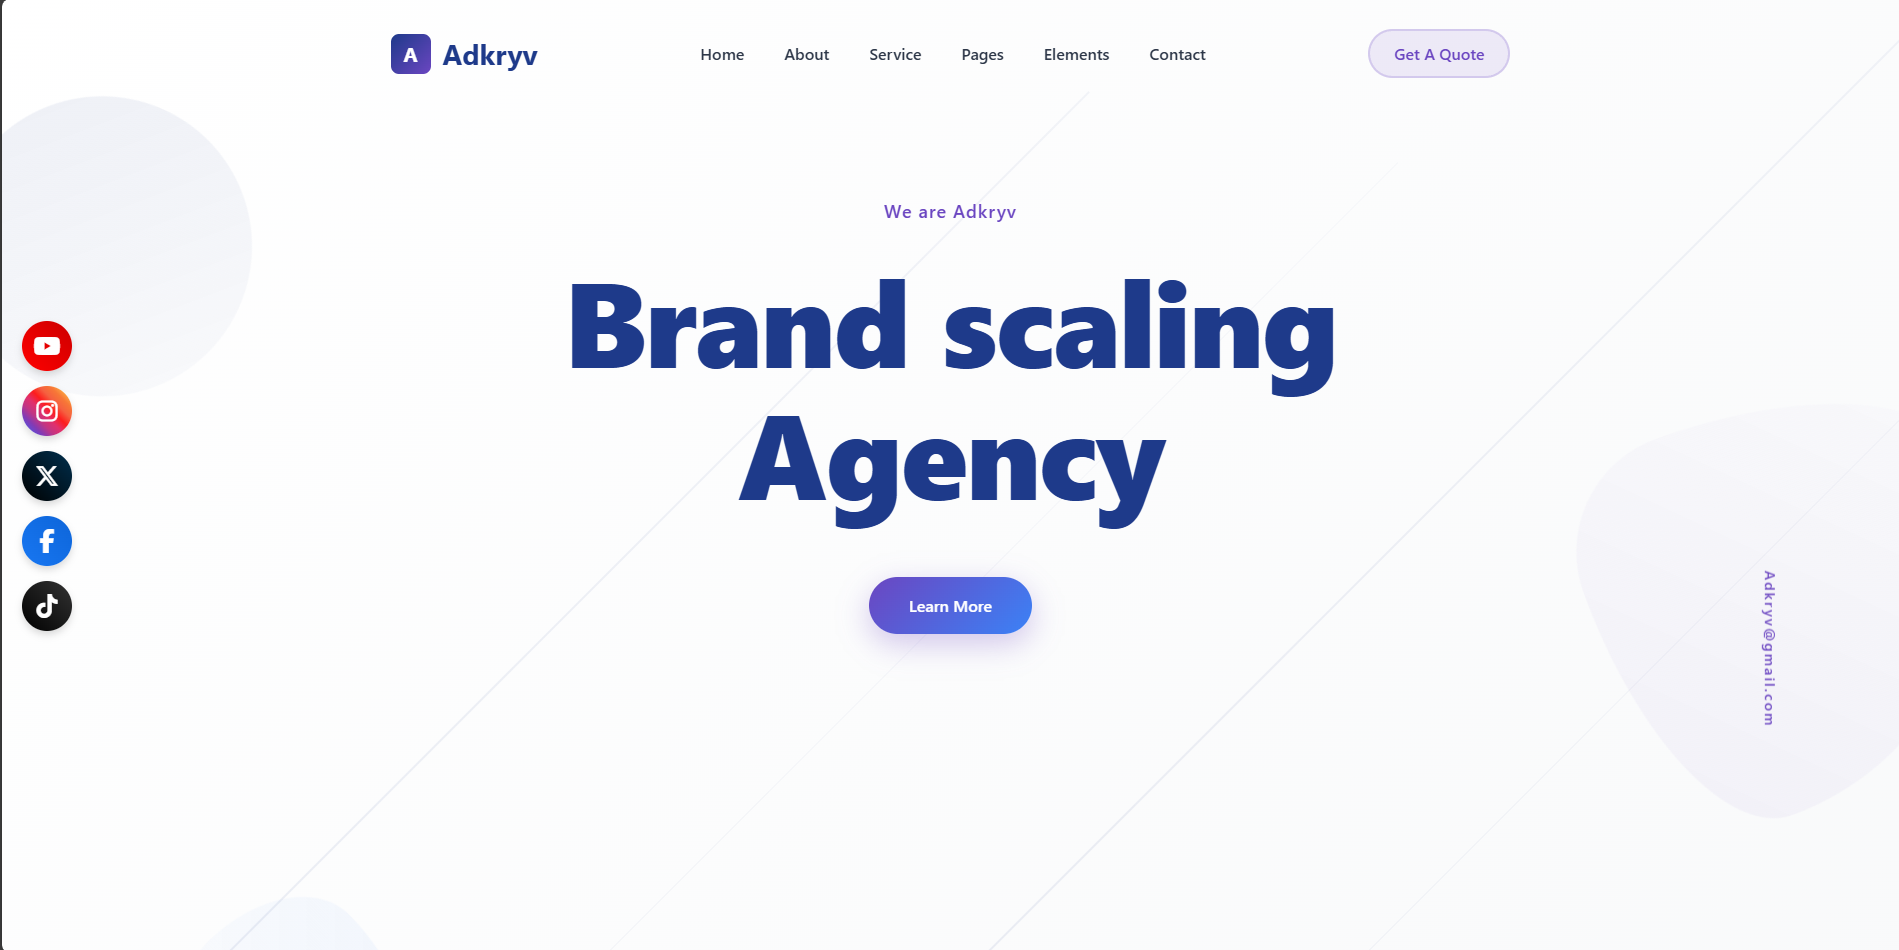 A Adkryv
Home About Service Pages Elements Contact
Get A Quote
We are Adkryv
Brand scaling
Agency
Learn More
Adkryv@gmail.com